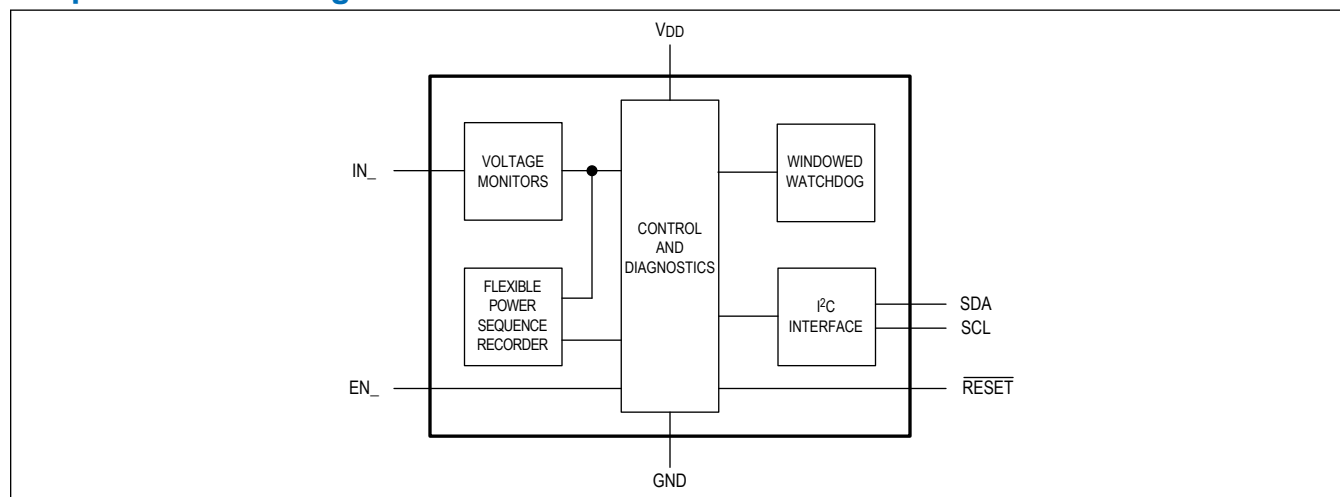 VDD
IN_
VOLTAGE
MONITORS
WINDOWED
WATCHDOG
CONTROL
AND
DIAGNOSTICS
FLEXIBLE
POWER
SEQUENCE
RECORDER
I2C
INTERFACE
SDA
SCL
EN_
RESET
GND